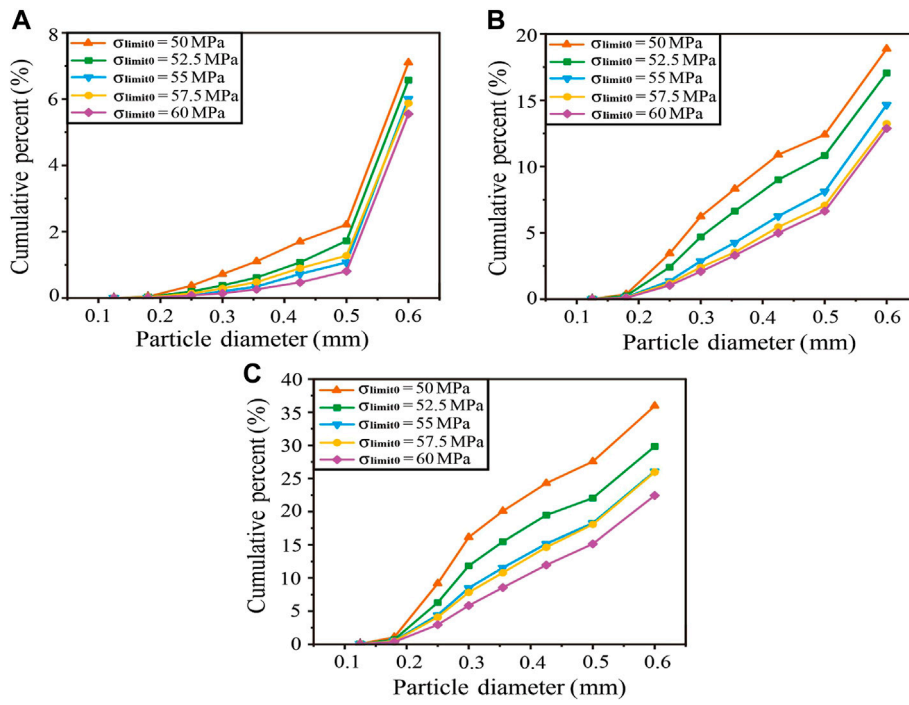 A
Cumulative percent (%)
8
6
4
2
0
σlimit0 = 50 MPa
σlimit0 = 52.5 MPa
σlimit0 = 55 MPa
σlimit0 = 57.5 MPa
σlimit0 = 60 MPa
0.1 0.2 0.3 0.4 0.5 0.6
Particle diameter (mm)
B
Cumulative percent (%)
20
15
10
5
0
σlimit0 = 50 MPa
σlimit0 = 52.5 MPa
σlimit0 = 55 MPa
σlimit0 = 57.5 MPa
σlimit0 = 60 MPa
0.1 0.2 0.3 0.4 0.5 0.6
Particle diameter (mm)
C
Cumulative percent (%)
40
35
30
25
20
15
10
5
0
σlimit0 = 50 MPa
σlimit0 = 52.5 MPa
σlimit0 = 55 MPa
σlimit0 = 57.5 MPa
σlimit0 = 60 MPa
0.1 0.2 0.3 0.4 0.5 0.6
Particle diameter (mm)